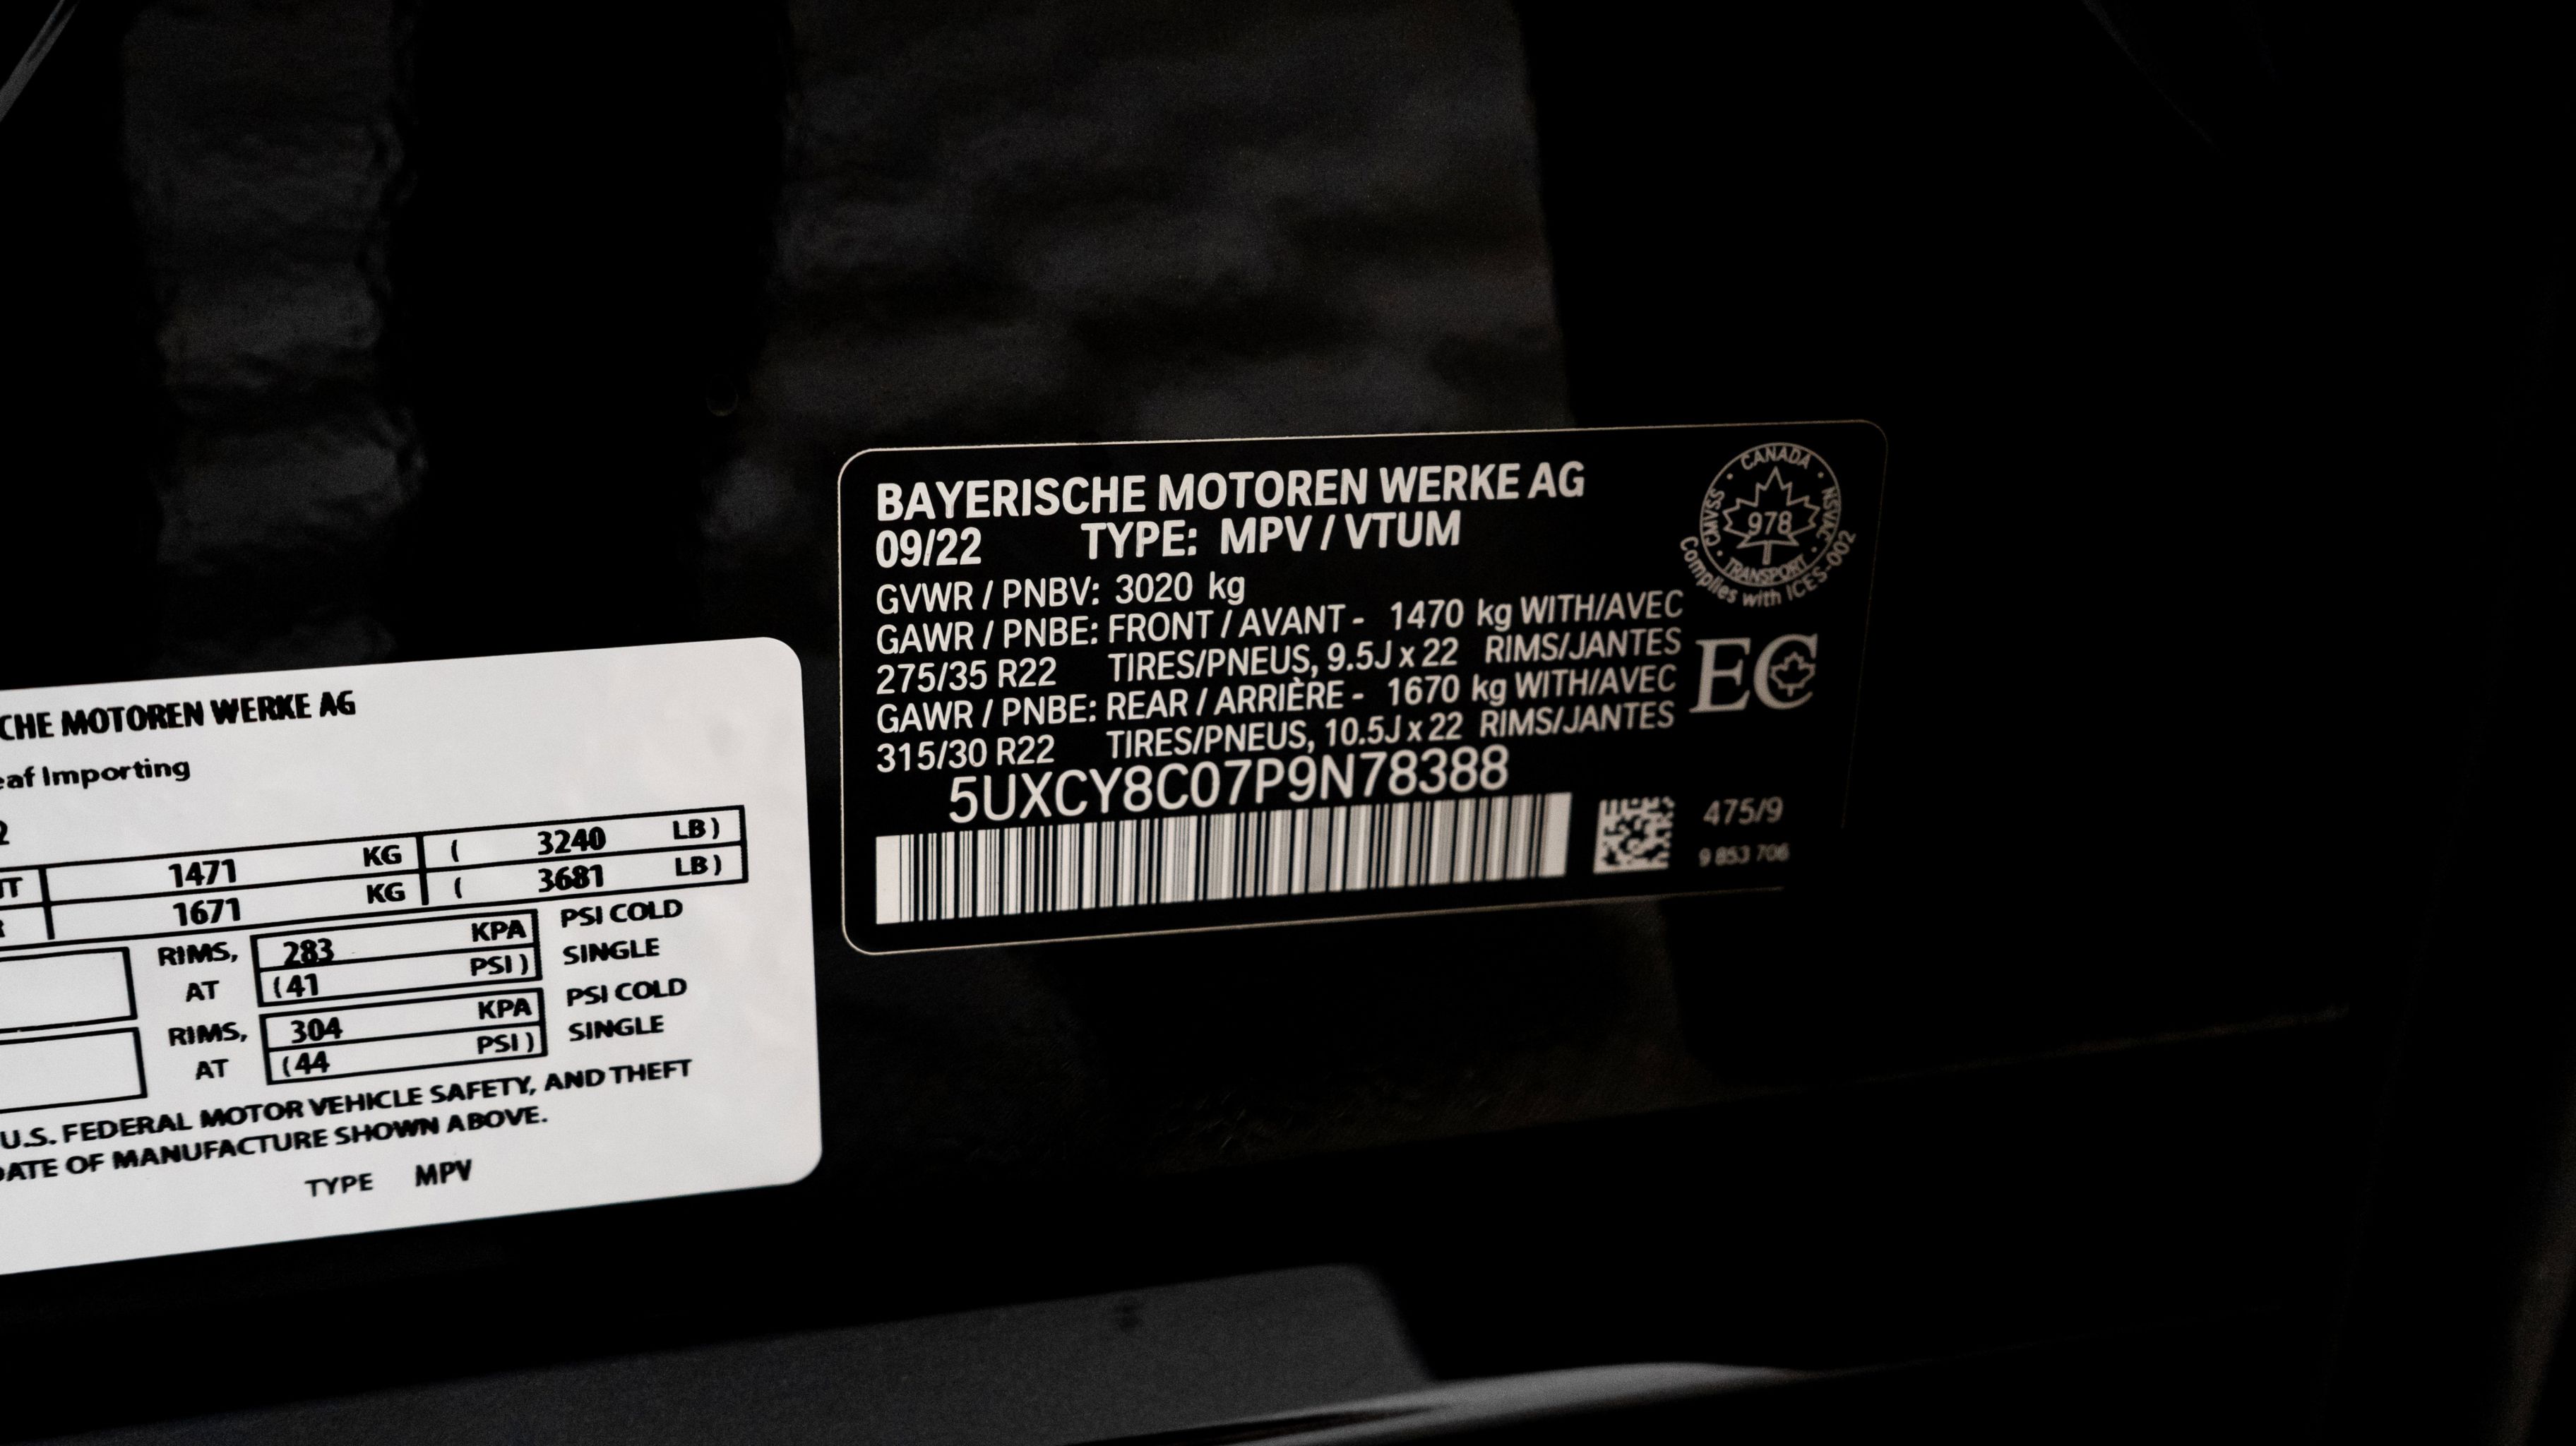 BAYERISCHE MOTOREN WERKE AG
09/22 TYPE: MPV / VTUM
GVWR / PNBV: 3020 kg
GAWR / PNBE: FRONT / AVANT - 1470 kg WITH/AVEC
275/35 R22 TIRES/PNEUS, 9.5J x 22 RIMS/JANTES
GAWR / PNBE: REAR / ARRIÈRE - 1670 kg WITH/AVEC
315/30 R22 TIRES/PNEUS, 10.5J x 22 RIMS/JANTES
5UXCY8C07P9N78388
475/9
9 853 706
CANADA
CMVSS 978 NSVAC
TRANSPORT
Complies with ICES-002
EC
CHE MOTOREN WERKE AG
eaf Importing
2
NT 1471 KG ( 3240 LB )
R 1671 KG ( 3681 LB )
RIMS, 283 KPA PSI COLD
AT ( 41 PSI ) SINGLE
RIMS, 304 KPA PSI COLD
AT ( 44 PSI ) SINGLE
U.S. FEDERAL MOTOR VEHICLE SAFETY, AND THEFT
DATE OF MANUFACTURE SHOWN ABOVE.
TYPE MPV